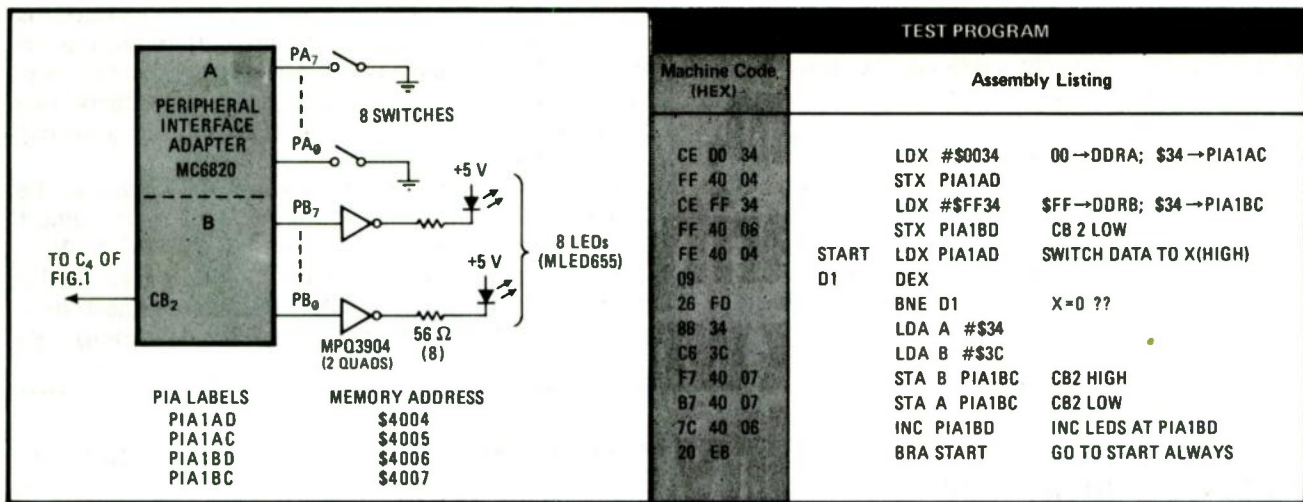 PA7
A
PERIPHERAL
INTERFACE
ADAPTER
MC6820
8 SWITCHES
PA0
+5 V
PB7
B
8 LEDs
(MLED655)
TO C4 OF
FIG.1
+5 V
CB2
PB0
MPQ3904
(2 QUADS)
56 Ω
(8)
PIA LABELS MEMORY ADDRESS
PIA1AD $4004
PIA1AC $4005
PIA1BD $4006
PIA1BC $4007
TEST PROGRAM
Machine Code, (HEX) Assembly Listing
CE 00 34 LDX #$0034 00→DDRA; $34→PIA1AC
FF 40 04 STX PIA1AD
CE FF 34 LDX #$FF34 $FF→DDRB; $34→PIA1BC
FF 40 06 STX PIA1BD CB 2 LOW
FE 40 04 START LDX PIA1AD SWITCH DATA TO X(HIGH)
09 D1 DEX
26 FD BNE D1 X=0 ??
86 34 LDA A #$34
C6 3C LDA B #$3C
F7 40 07 STA B PIA1BC CB2 HIGH
B7 40 07 STA A PIA1BC CB2 LOW
7C 40 06 INC PIA1BD INC LEDS AT PIA1BD
20 EB BRA START GO TO START ALWAYS